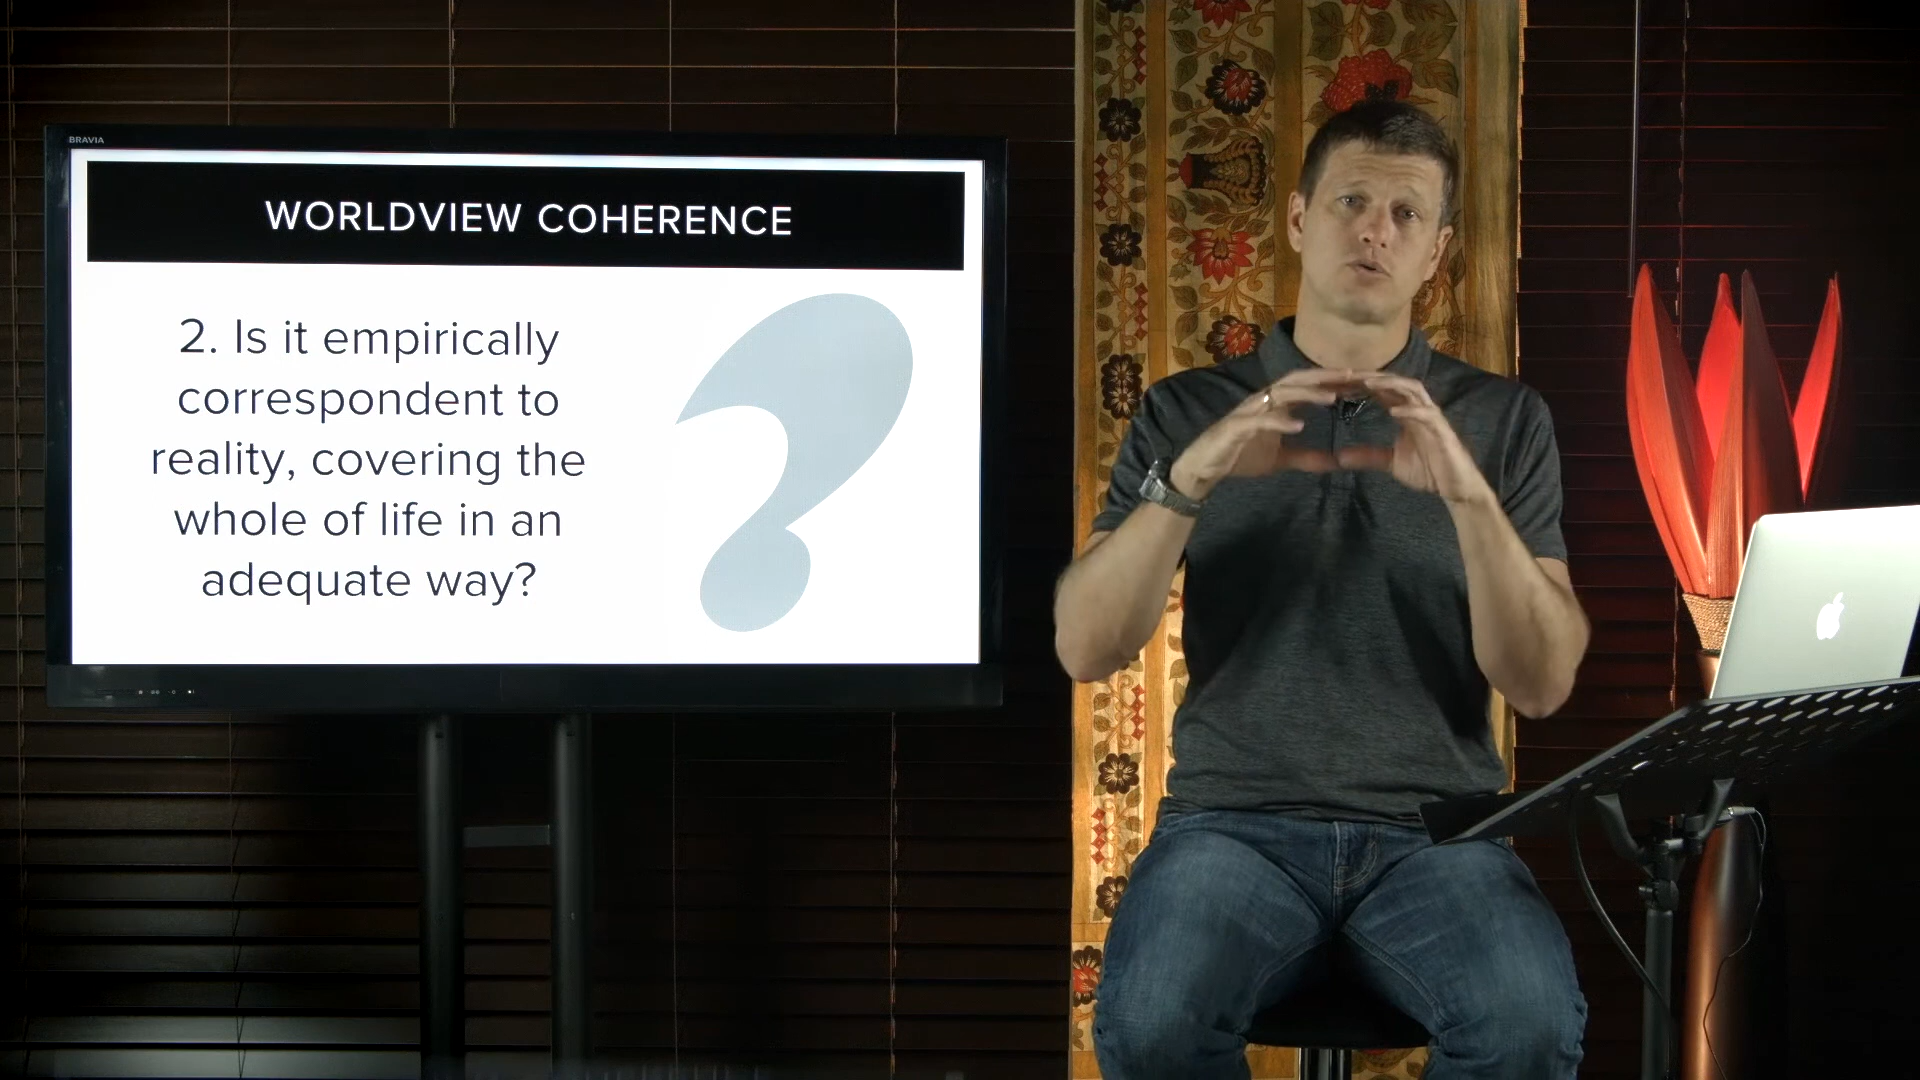 BRAVIA
WORLDVIEW COHERENCE
2. Is it empirically
correspondent to
reality, covering the
whole of life in an
adequate way?